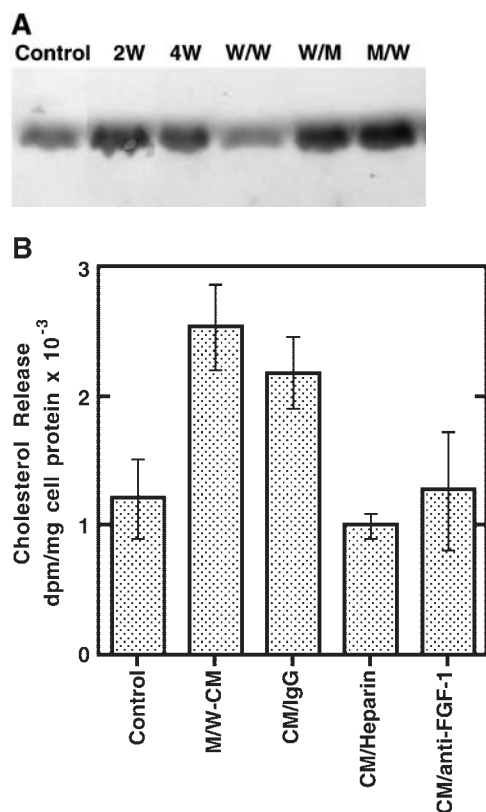 A
Control 2W 4W W/W W/M M/W
B
Cholesterol Release
dpm/mg cell protein x 10-3
3
2
1
0
Control
M/W-CM
CM/IgG
CM/Heparin
CM/anti-FGF-1